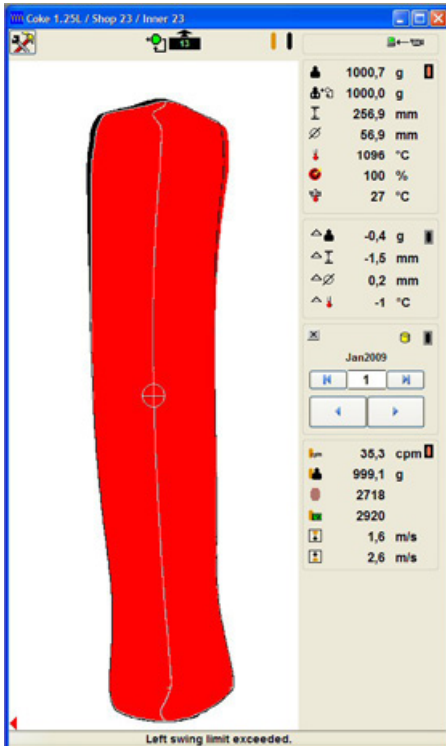 Coke 1.25L / Shop 23 / Inner 23
13
1000,7 g
1000,0 g
256,9 mm
56,9 mm
1096 °C
100 %
27 °C
-0,4 g
-1,5 mm
0,2 mm
-1 °C
Jan2009
1
35,3 cpm
999,1 g
2718
2920
1,6 m/s
2,6 m/s
Left swing limit exceeded.